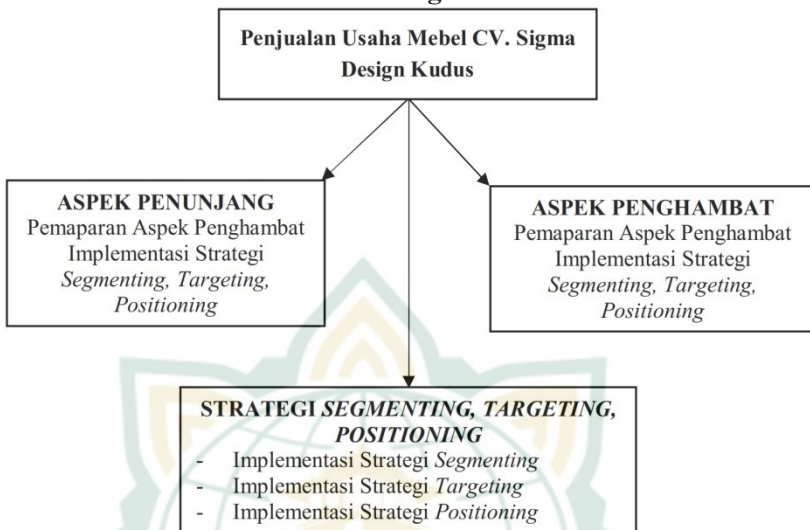 Penjualan Usaha Mebel CV. Sigma
Design Kudus
ASPEK PENUNJANG
Pemaparan Aspek Penghambat
Implementasi Strategi
Segmenting, Targeting,
Positioning
ASPEK PENGHAMBAT
Pemaparan Aspek Penghambat
Implementasi Strategi
Segmenting, Targeting,
Positioning
STRATEGI SEGMENTING, TARGETING,
POSITIONING
- Implementasi Strategi Segmenting
- Implementasi Strategi Targeting
- Implementasi Strategi Positioning